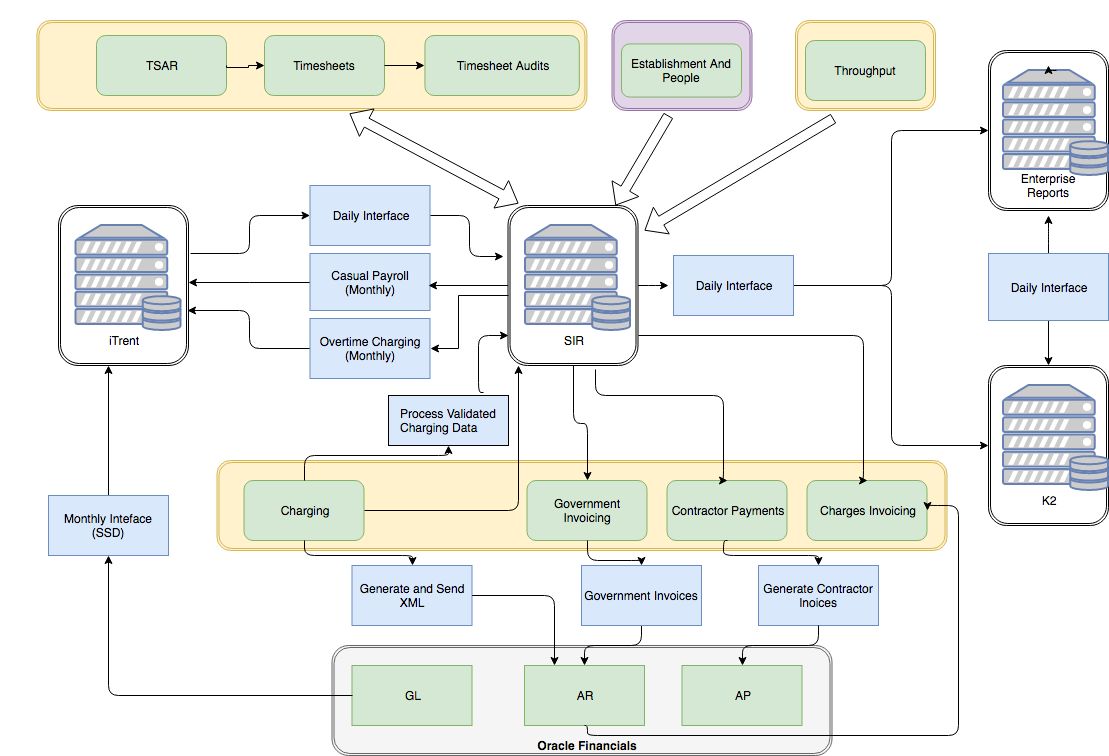 TSAR
Timesheets
Timesheet Audits
Establishment And
People
Throughput
Enterprise
Reports
Daily Interface
Casual Payroll
(Monthly)
Overtime Charging
(Monthly)
iTrent
SIR
Daily Interface
Daily Interface
Process Validated
Charging Data
K2
Charging
Government
Invoicing
Contractor Payments
Charges Invoicing
Monthly Inteface
(SSD)
Generate and Send
XML
Government Invoices
Generate Contractor
Inoices
GL
AR
AP
Oracle Financials